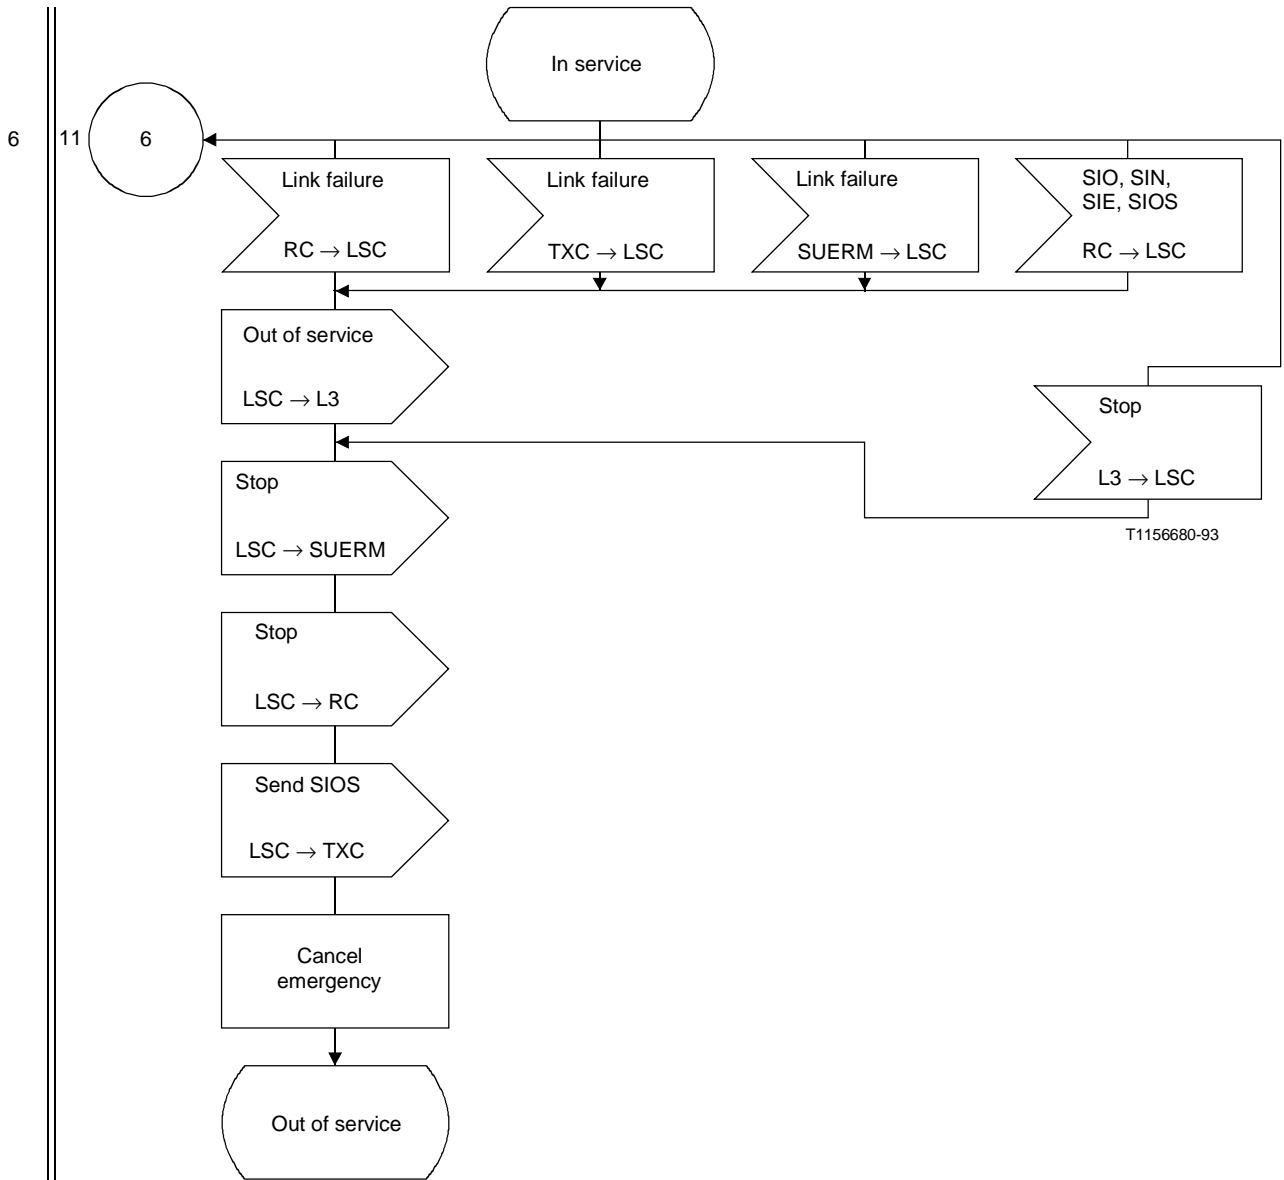 In service
6
11
6
Link failure
RC → LSC
Link failure
TXC → LSC
Link failure
SUERM → LSC
SIO, SIN,
SIE, SIOS
RC → LSC
Out of service
LSC → L3
Stop
L3 → LSC
T1156680-93
Stop
LSC → SUERM
Stop
LSC → RC
Send SIOS
LSC → TXC
Cancel
emergency
Out of service